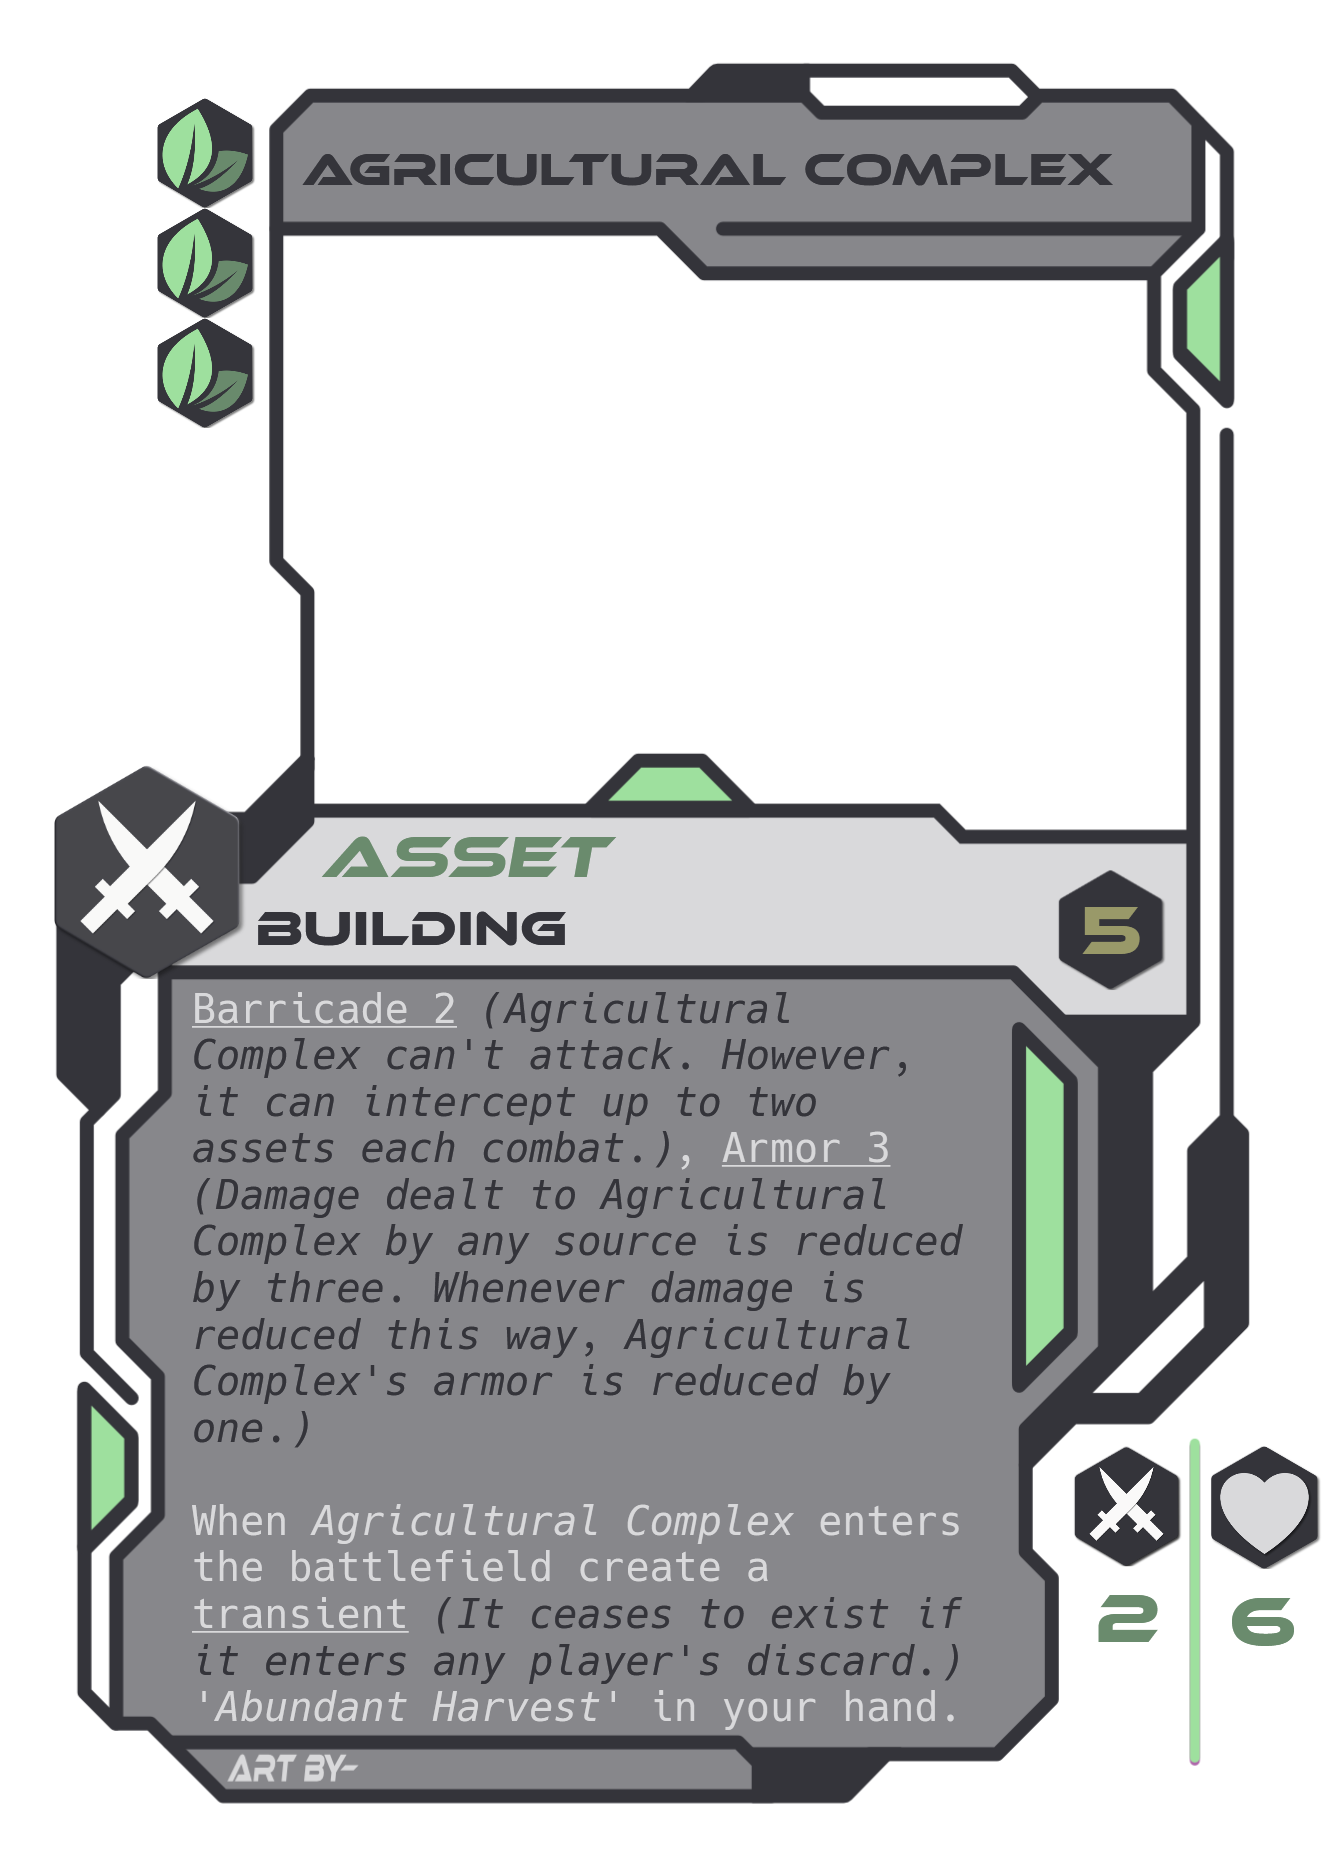 AGRICULTURAL COMPLEX
ASSET
BUILDING
5
Barricade 2 (Agricultural
Complex can't attack. However,
it can intercept up to two
assets each combat.), Armor 3
(Damage dealt to Agricultural
Complex by any source is reduced
by three. Whenever damage is
reduced this way, Agricultural
Complex's armor is reduced by
one.)
When Agricultural Complex enters
the battlefield create a
transient (It ceases to exist if
it enters any player's discard.)
'Abundant Harvest' in your hand.
2
6
ART BY-